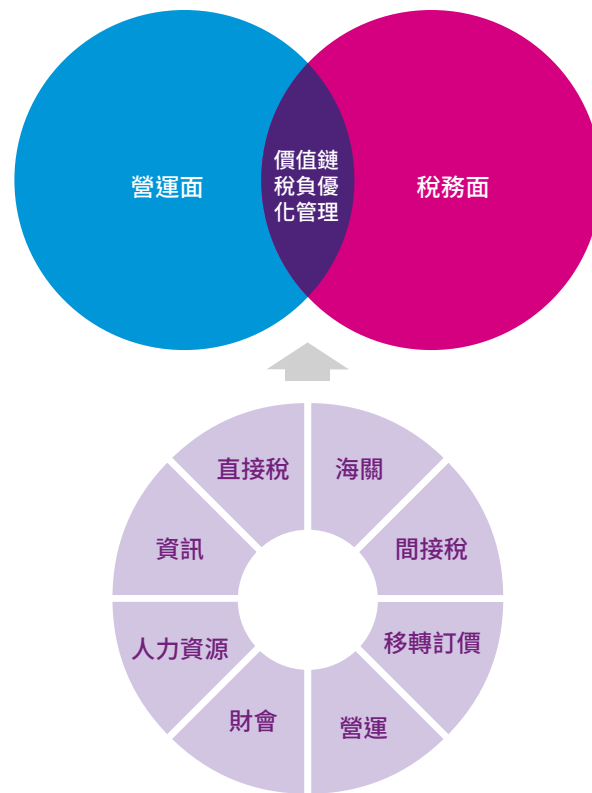 營運面
價值鏈
稅負優
化管理
稅務面
直接稅
海關
資訊
間接稅
人力資源
移轉訂價
財會
營運